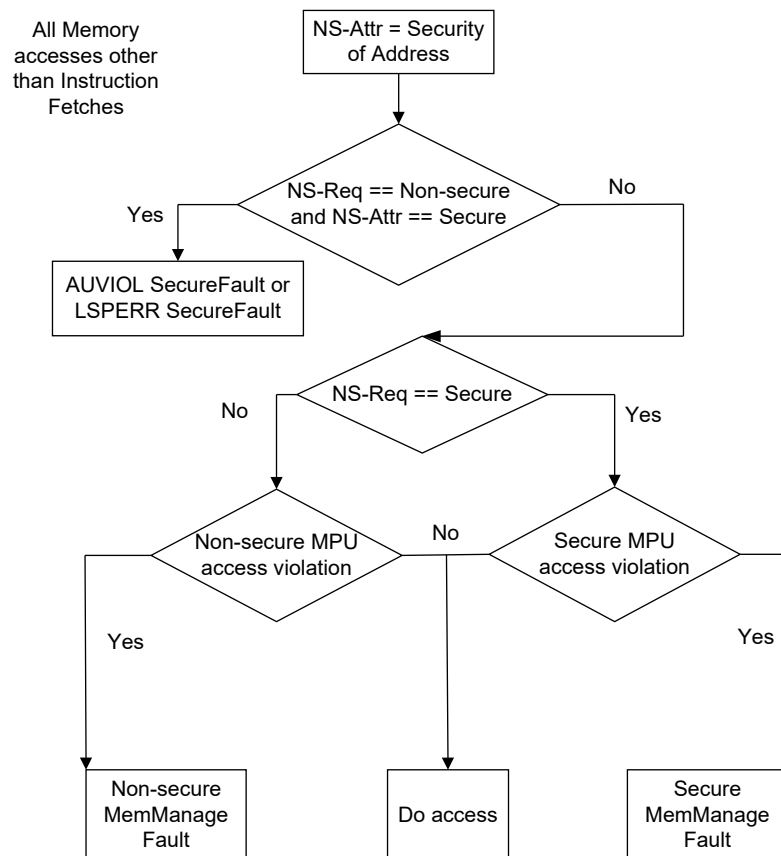 All Memory
accesses other
than Instruction
Fetches
NS-Attr = Security
of Address
NS-Req == Non-secure
and NS-Attr == Secure
Yes
No
AUVIOL SecureFault or
LSPERR SecureFault
NS-Req == Secure
No
Yes
Non-secure MPU
access violation
No
Secure MPU
access violation
Yes
Yes
Non-secure
MemManage
Fault
Do access
Secure
MemManage
Fault